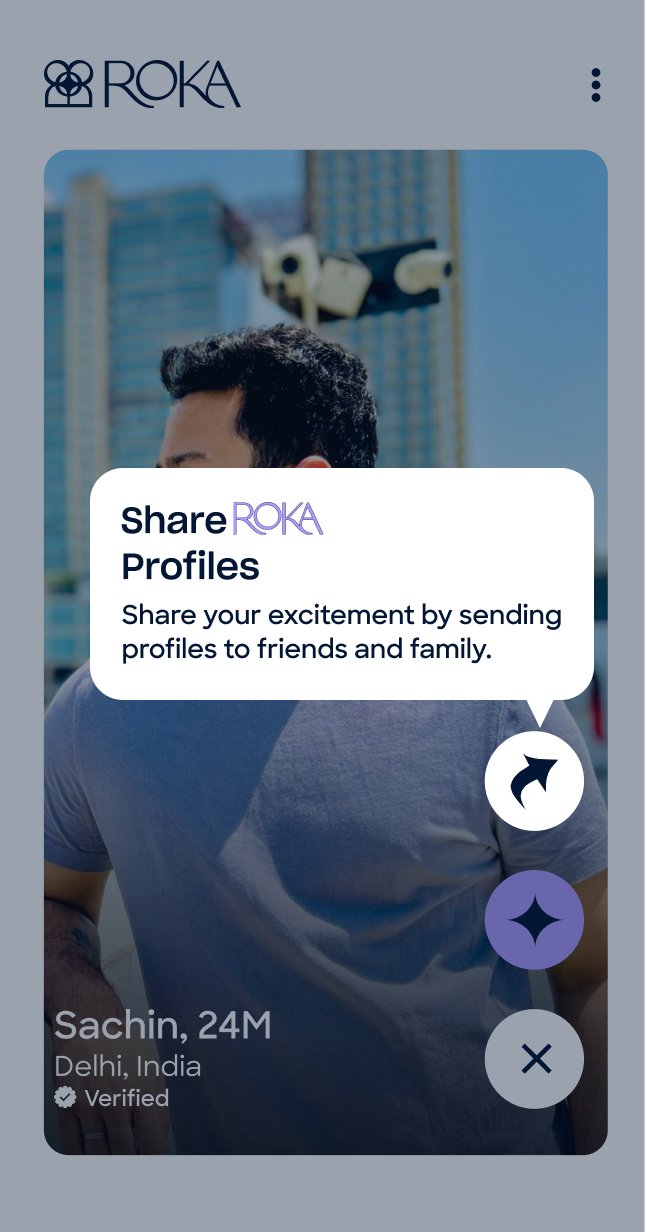 ROKA
Share ROKA
Profiles
Share your excitement by sending
profiles to friends and family.
Sachin, 24M
Delhi, India
Verified